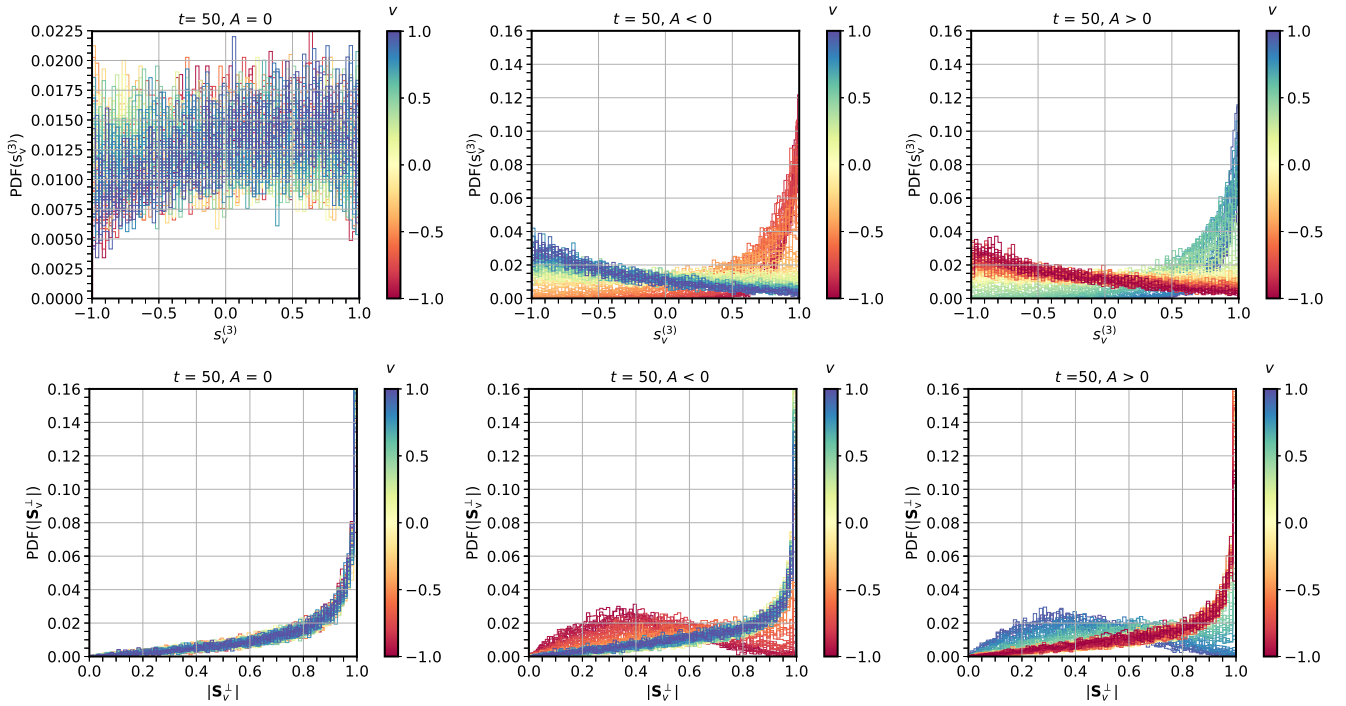 t= 50, A = 0
v
PDF(s_v^(3))
0.0225
0.0200
0.0175
0.0150
0.0125
0.0100
0.0075
0.0050
0.0025
0.0000
−1.0 −0.5 0.0 0.5 1.0
s_v^(3)
1.0
0.5
0.0
−0.5
−1.0
t = 50, A < 0
v
PDF(s_v^(3))
0.16
0.14
0.12
0.10
0.08
0.06
0.04
0.02
0.00
−1.0 −0.5 0.0 0.5 1.0
s_v^(3)
1.0
0.5
0.0
−0.5
−1.0
t = 50, A > 0
v
PDF(s_v^(3))
0.16
0.14
0.12
0.10
0.08
0.06
0.04
0.02
0.00
−1.0 −0.5 0.0 0.5 1.0
s_v^(3)
1.0
0.5
0.0
−0.5
−1.0
t = 50, A = 0
v
PDF(|S_v^⊥|)
0.16
0.14
0.12
0.10
0.08
0.06
0.04
0.02
0.00
0.0 0.2 0.4 0.6 0.8 1.0
|S_v^⊥|
1.0
0.5
0.0
−0.5
−1.0
t = 50, A < 0
v
PDF(|S_v^⊥|)
0.16
0.14
0.12
0.10
0.08
0.06
0.04
0.02
0.00
0.0 0.2 0.4 0.6 0.8 1.0
|S_v^⊥|
1.0
0.5
0.0
−0.5
−1.0
t =50, A > 0
v
PDF(|S_v^⊥|)
0.16
0.14
0.12
0.10
0.08
0.06
0.04
0.02
0.00
0.0 0.2 0.4 0.6 0.8 1.0
|S_v^⊥|
1.0
0.5
0.0
−0.5
−1.0